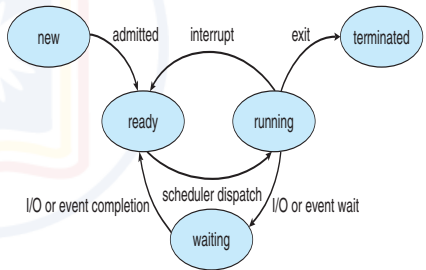 new
admitted
interrupt
exit
terminated
ready
running
I/O or event completion
scheduler dispatch
I/O or event wait
waiting